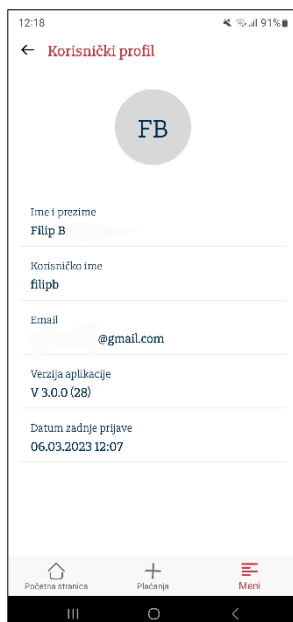 12:18
91%
Korisnički profil
FB
Ime i prezime
Filip B
Korisničko ime
filipb
Email
@gmail.com
Verzija aplikacije
V 3.0.0 (28)
Datum zadnje prijave
06.03.2023 12:07
Početna stranica
Plaćanja
Meni